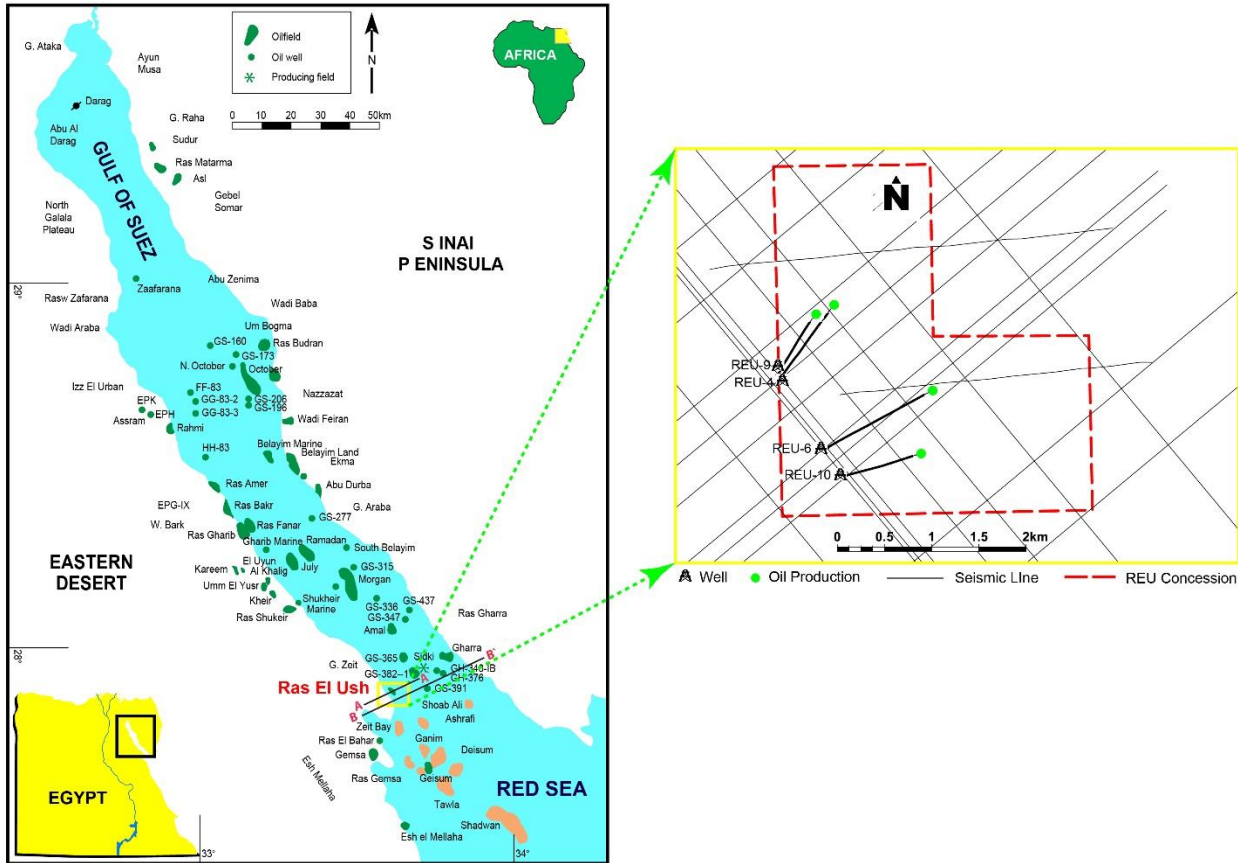 G. Ataka
Ayun
Musa
Oilfield
Oil well
Producing field
N
AFRICA
0 10 20 30 40 50km
Darag
Abu Al
Darag
G. Raha
Sudur
Ras Matarma
Asl
Gebel
Somar
GULF OF SUEZ
North
Galala
Plateau
S INAI
P ENINSULA
29°
Zaafarana
Abu Zenima
Rasw Zafarana
Wadi Araba
Wadi Baba
Um Bogma
Ras Budran
GS-160
GS-173
N. October
October
Izz El Urban
FF-83
EPK
GG-83-2
GS-206
Nazzazat
Assram
EPH
GG-83-3
GS-196
Rahmi
Wadi Feiran
HH-83
Belayim Marine
Belayim Land
Ekma
Ras Amer
Abu Durba
EPG-IX
Ras Bakr
G. Araba
W. Bark
Ras Fanar
GS-277
Ras Gharib
Gharib Marine
Ramadan
South Belayim
EASTERN
DESERT
El Uyun
July
Kareem
Al Khalig
GS-315
Umm El Yusr
Morgan
Kheir
Shukheir
Marine
GS-336
GS-437
Ras Shukeir
GS-347
Ras Gharra
Amal
28°
GS-365
Sidki
Gharra
B'
G. Zeit
GS-382--1
GH-340-IB
GH-376
A
GS-391
Ras El Ush
A
B
Shoab Ali
Zeit Bay
Ashrafi
Ras El Bahar
Ganim
Gemsa
Deisum
Esh Mellaha
Ras Gemsa
Geisum
RED SEA
EGYPT
Tawla
Shadwan
Esh el Mellaha
33°
34°
N
REU-9
REU-4
REU-6
REU-10
0 0.5 1 1.5 2km
Well
Oil Production
Seismic LIne
REU Concession